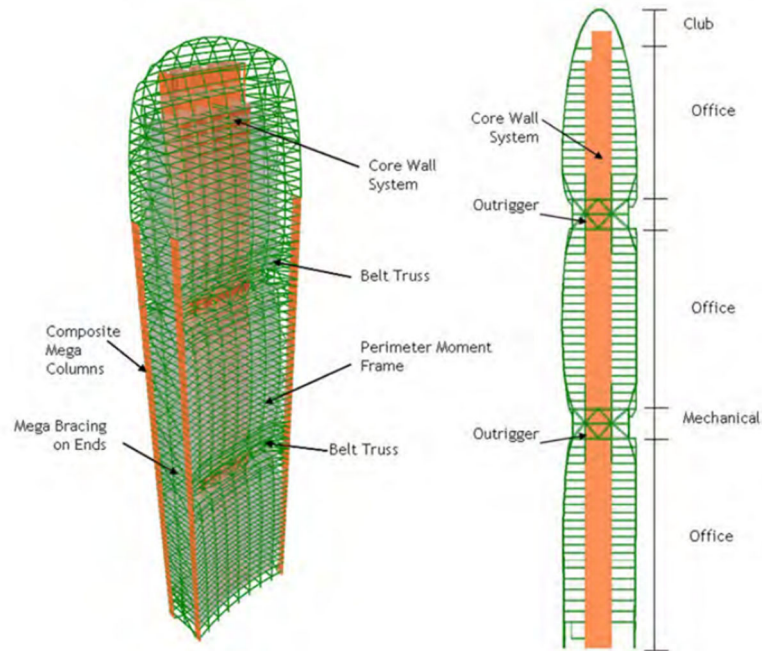 Core Wall
System
Belt Truss
Composite
Mega
Columns
Perimeter Moment
Frame
Mega Bracing
on Ends
Belt Truss
Club
Office
Core Wall
System
Outrigger
Office
Mechanical
Outrigger
Office